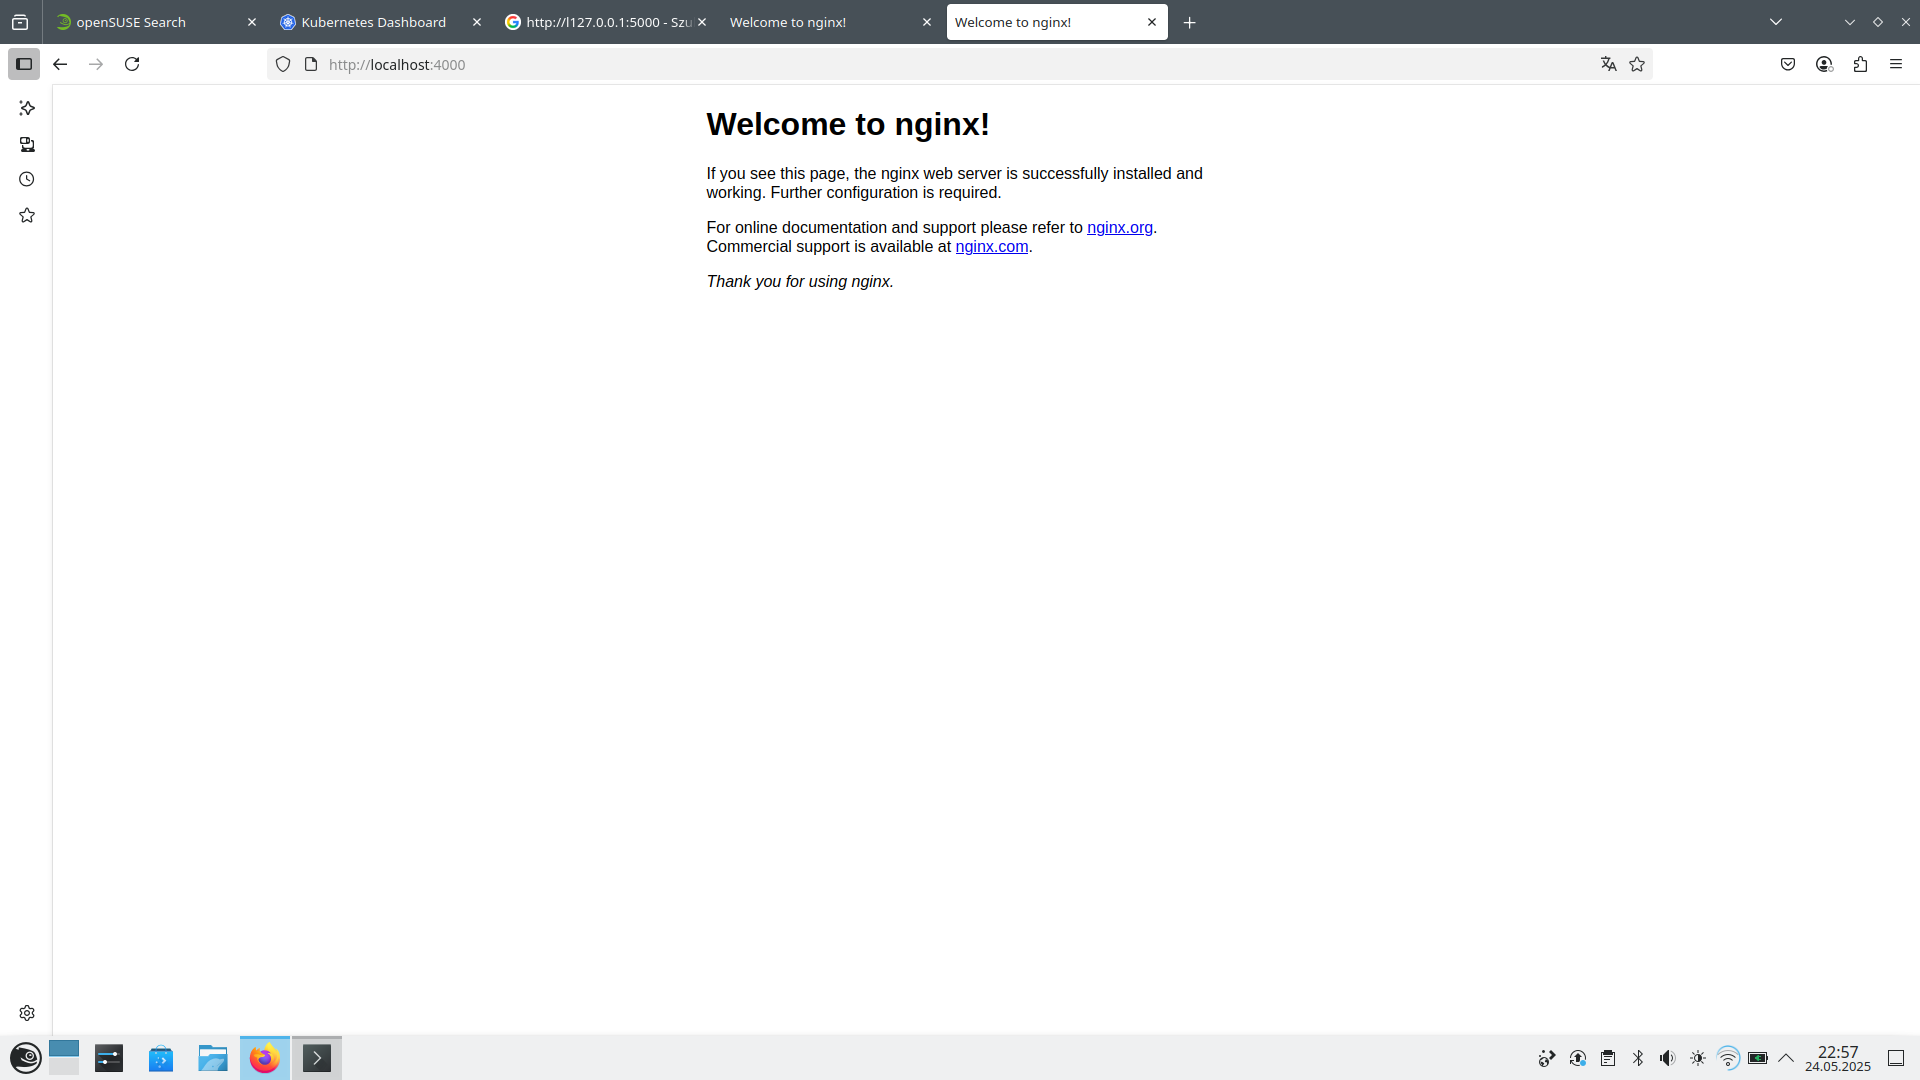 openSUSE Search
Kubernetes Dashboard
http://l127.0.0.1:5000 - Szu
Welcome to nginx!
Welcome to nginx!
http://localhost:4000
Welcome to nginx!
If you see this page, the nginx web server is successfully installed and
working. Further configuration is required.
For online documentation and support please refer to nginx.org.
Commercial support is available at nginx.com.
Thank you for using nginx.
22:57
24.05.2025